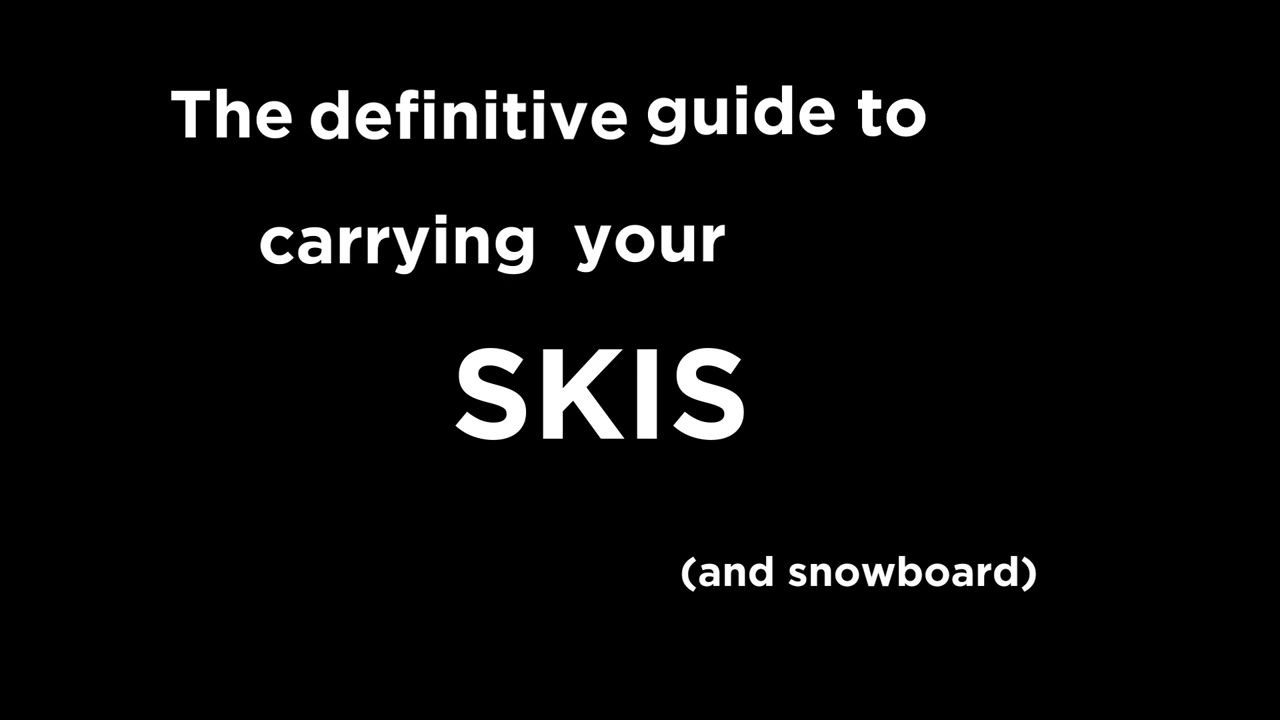 The definitive guide to
carrying your
SKIS
(and snowboard)